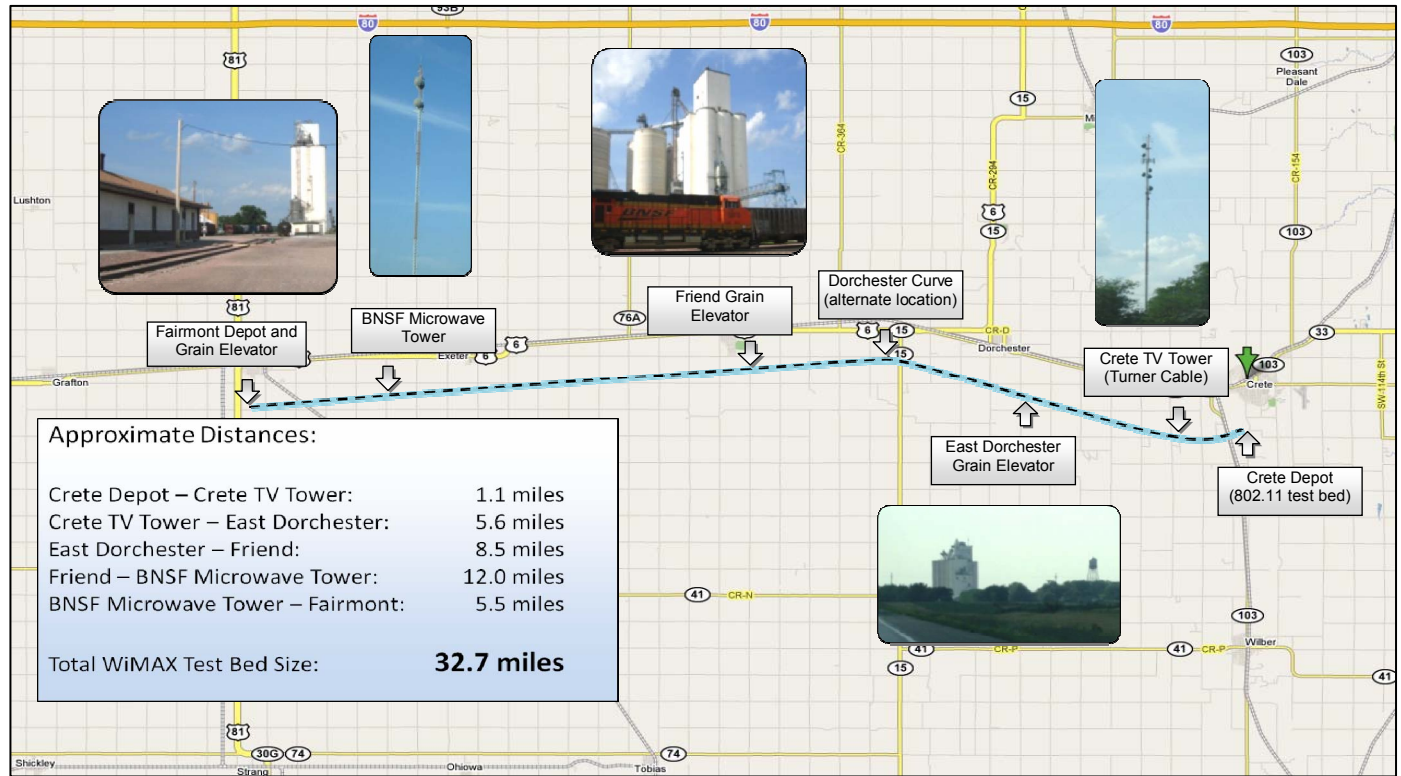 93B
80
80
80
81
103
Pleasant
Dale
15
Mi
CR-364
CR-294
CR-154
Lushton
6
15
103
BNSF
81
Dorchester Curve
(alternate location)
Friend Grain
Elevator
BNSF Microwave
Tower
Fairmont Depot and
Grain Elevator
76A
6
15
CR-D
33
6
Exeter
6
Dorchester
15
Crete TV Tower
(Turner Cable)
103
Crete
Grafton
SW-114th St
East Dorchester
Grain Elevator
Crete Depot
(802.11 test bed)
Approximate Distances:
Crete Depot – Crete TV Tower: 1.1 miles
Crete TV Tower – East Dorchester: 5.6 miles
East Dorchester – Friend: 8.5 miles
Friend – BNSF Microwave Tower: 12.0 miles
BNSF Microwave Tower – Fairmont: 5.5 miles
Total WiMAX Test Bed Size: 32.7 miles
41
CR-N
103
Wilber
41
CR-P
41
CR-P
15
41
81
30G
74
74
Shickley
Strang
Ohiowa
Tobias